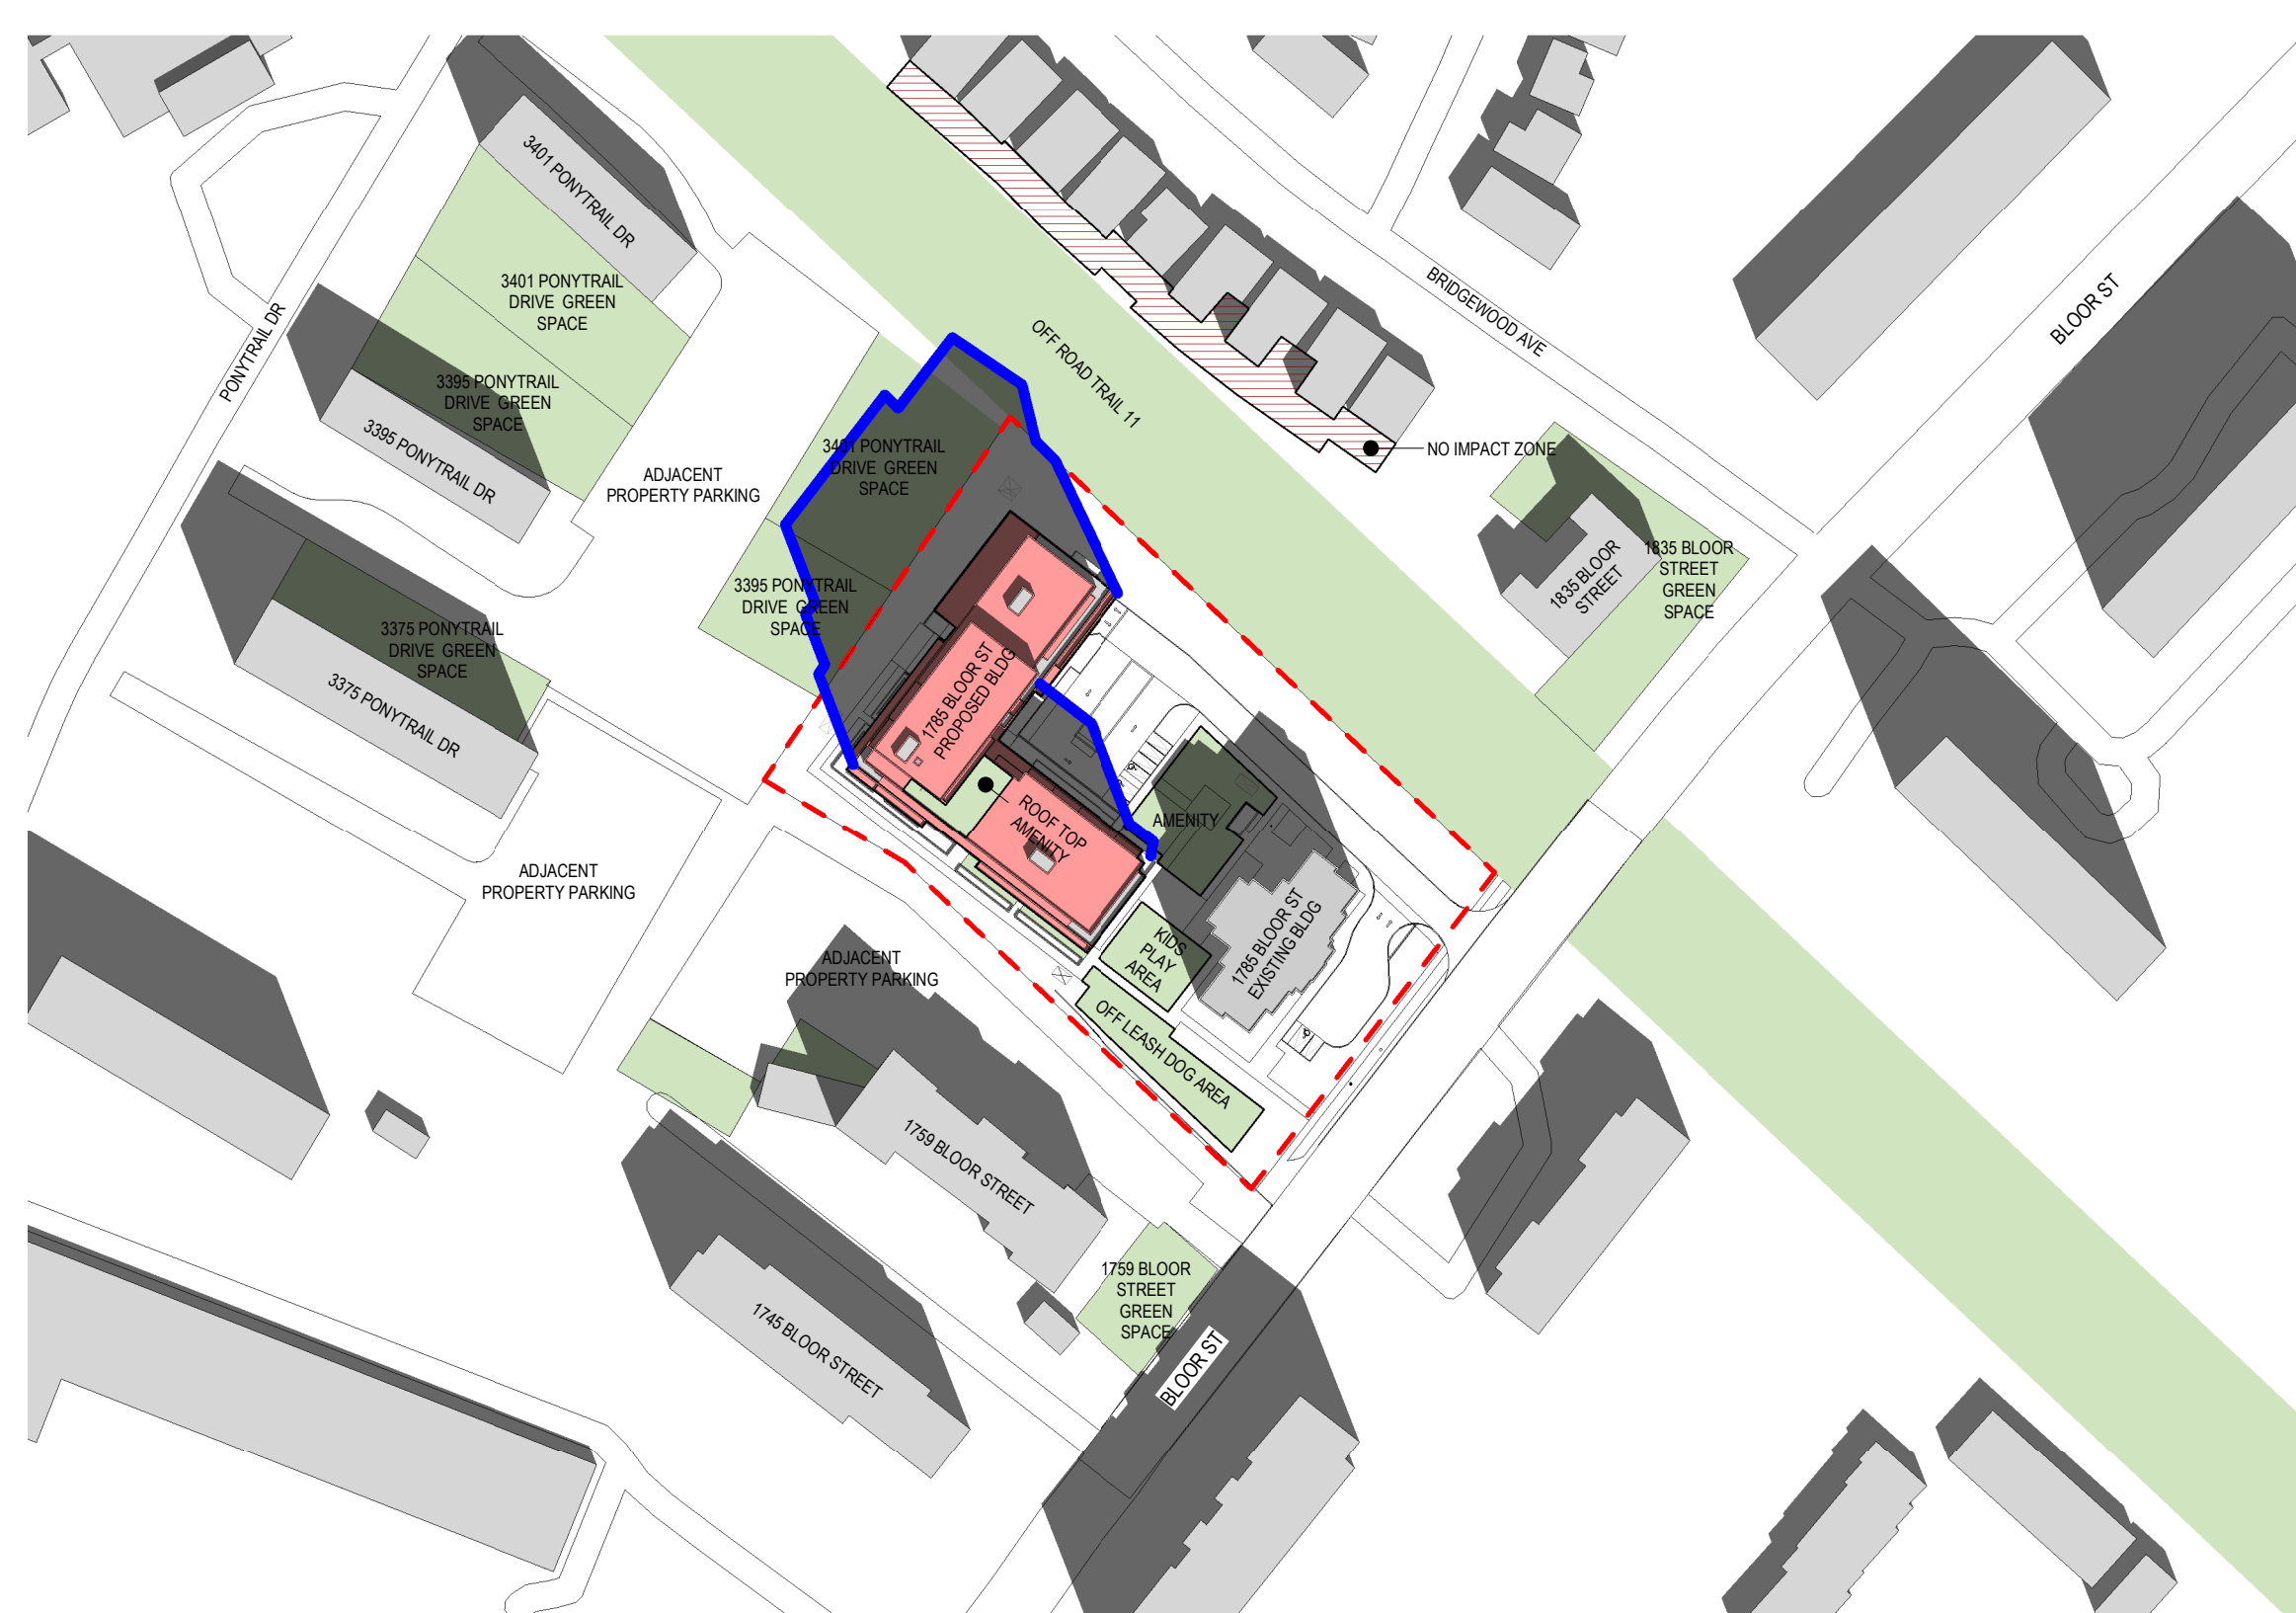 3401 PONYTRAIL DR
3401 PONYTRAIL
DRIVE GREEN
SPACE
PONYTRAIL DR
3395 PONYTRAIL
DRIVE GREEN
SPACE
3395 PONYTRAIL DR
ADJACENT
PROPERTY PARKING
OFF ROAD TRAIL 11
BRIDGEWOOD AVE
BLOOR ST
NO IMPACT ZONE
3401 PONYTRAIL
DRIVE GREEN
SPACE
3395 PONYTRAIL
DRIVE GREEN
SPACE
1835 BLOOR
STREET
1835 BLOOR
STREET
GREEN
SPACE
3375 PONYTRAIL
DRIVE GREEN
SPACE
3375 PONYTRAIL DR
1785 BLOOR ST
PROPOSED BLDG
ROOF TOP
AMENITY
AMENITY
ADJACENT
PROPERTY PARKING
KIDS
PLAY
AREA
1785 BLOOR ST
EXISTING BLDG
ADJACENT
PROPERTY PARKING
OFF LEASH DOG AREA
1759 BLOOR STREET
1759 BLOOR
STREET
GREEN
SPACE
1745 BLOOR STREET
BLOOR ST